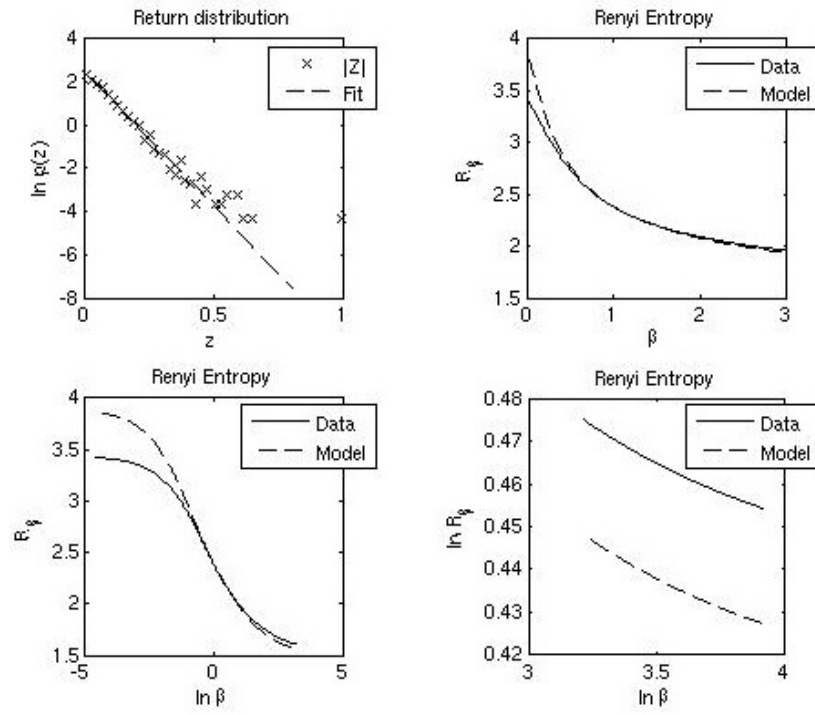 Return distribution
4
2
0
-2
-4
-6
-8
0
0.5
1
ln p(z)
z
|Z|
Fit
Renyi Entropy
4
3.5
3
2.5
2
1.5
0
1
2
3
R_β
β
Data
Model
Renyi Entropy
4
3.5
3
2.5
2
1.5
-5
0
5
R_β
ln β
Data
Model
Renyi Entropy
0.48
0.47
0.46
0.45
0.44
0.43
0.42
3
3.5
4
ln R_β
ln β
Data
Model